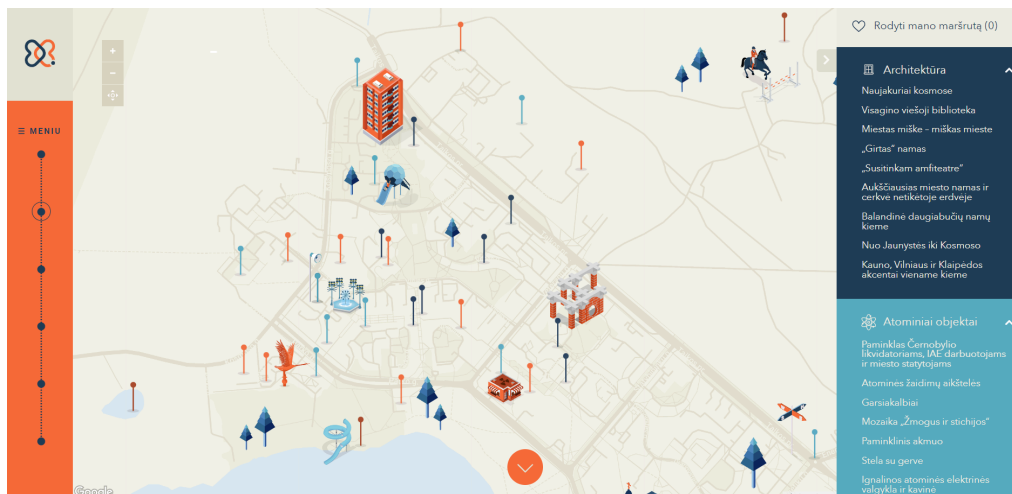 Rodyti mano maršrutą (0)
☰ MENIU
Architektūra
Naujakuriai kosmose
Visagino viešoji biblioteka
Miestas miške – miškas mieste
„Girtas“ namas
„Susitinkam amfiteatre“
Aukščiausias miesto namas ir
cerkvė netikėtoje erdvėje
Balandinė daugiabučių namų
kieme
Nuo Jaunystės iki Kosmoso
Kauno, Vilniaus ir Klaipėdos
akcentai viename kieme
Atominiai objektai
Paminklas Černobylio
likvidatoriams, IAE darbuotojams
ir miesto statytojams
Atominės žaidimų aikštelės
Garsiakalbiai
Mozaika „Žmogus ir stichijos“
Paminklinis akmuo
Stela su gerve
Ignalinos atominės elektrinės
valgykla ir kavinė
Google